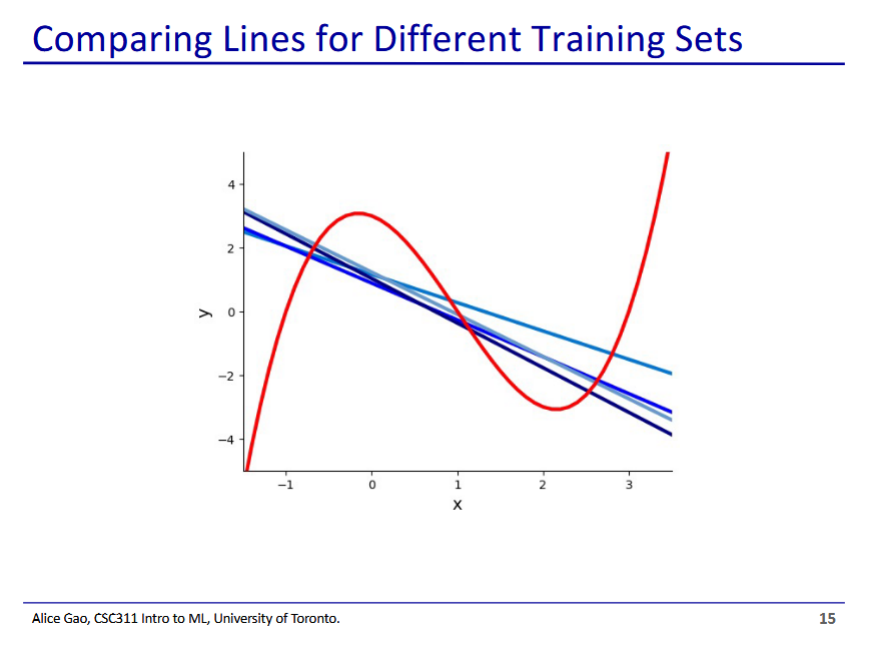 Comparing Lines for Different Training Sets
4
2
0
−2
−4
y
−1 0 1 2 3
x
Alice Gao, CSC311 Intro to ML, University of Toronto. 15